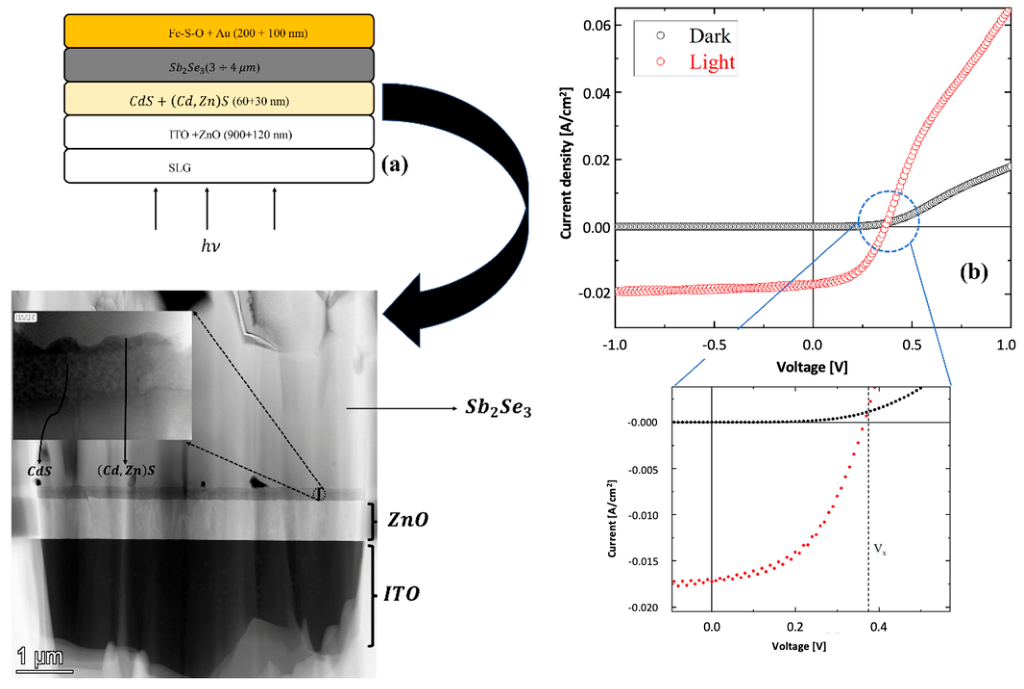 Fe-S-O + Au (200 + 100 nm)
Sb₂Se₃(3 ÷ 4 μm)
CdS + (Cd, Zn)S (60+30 nm)
ITO +ZnO (900+120 nm)
SLG
(a)
hν
CdS
(Cd, Zn)S
Sb₂Se₃
ZnO
ITO
1 μm
Dark
Light
0.06
0.04
0.02
0.00
-0.02
Current density [A/cm²]
-1.0 -0.5 0.0 0.5 1.0
Voltage [V]
(b)
-0.000
-0.005
-0.010
-0.015
-0.020
Current [A/cm²]
Vₓ
0.0 0.2 0.4
Voltage [V]